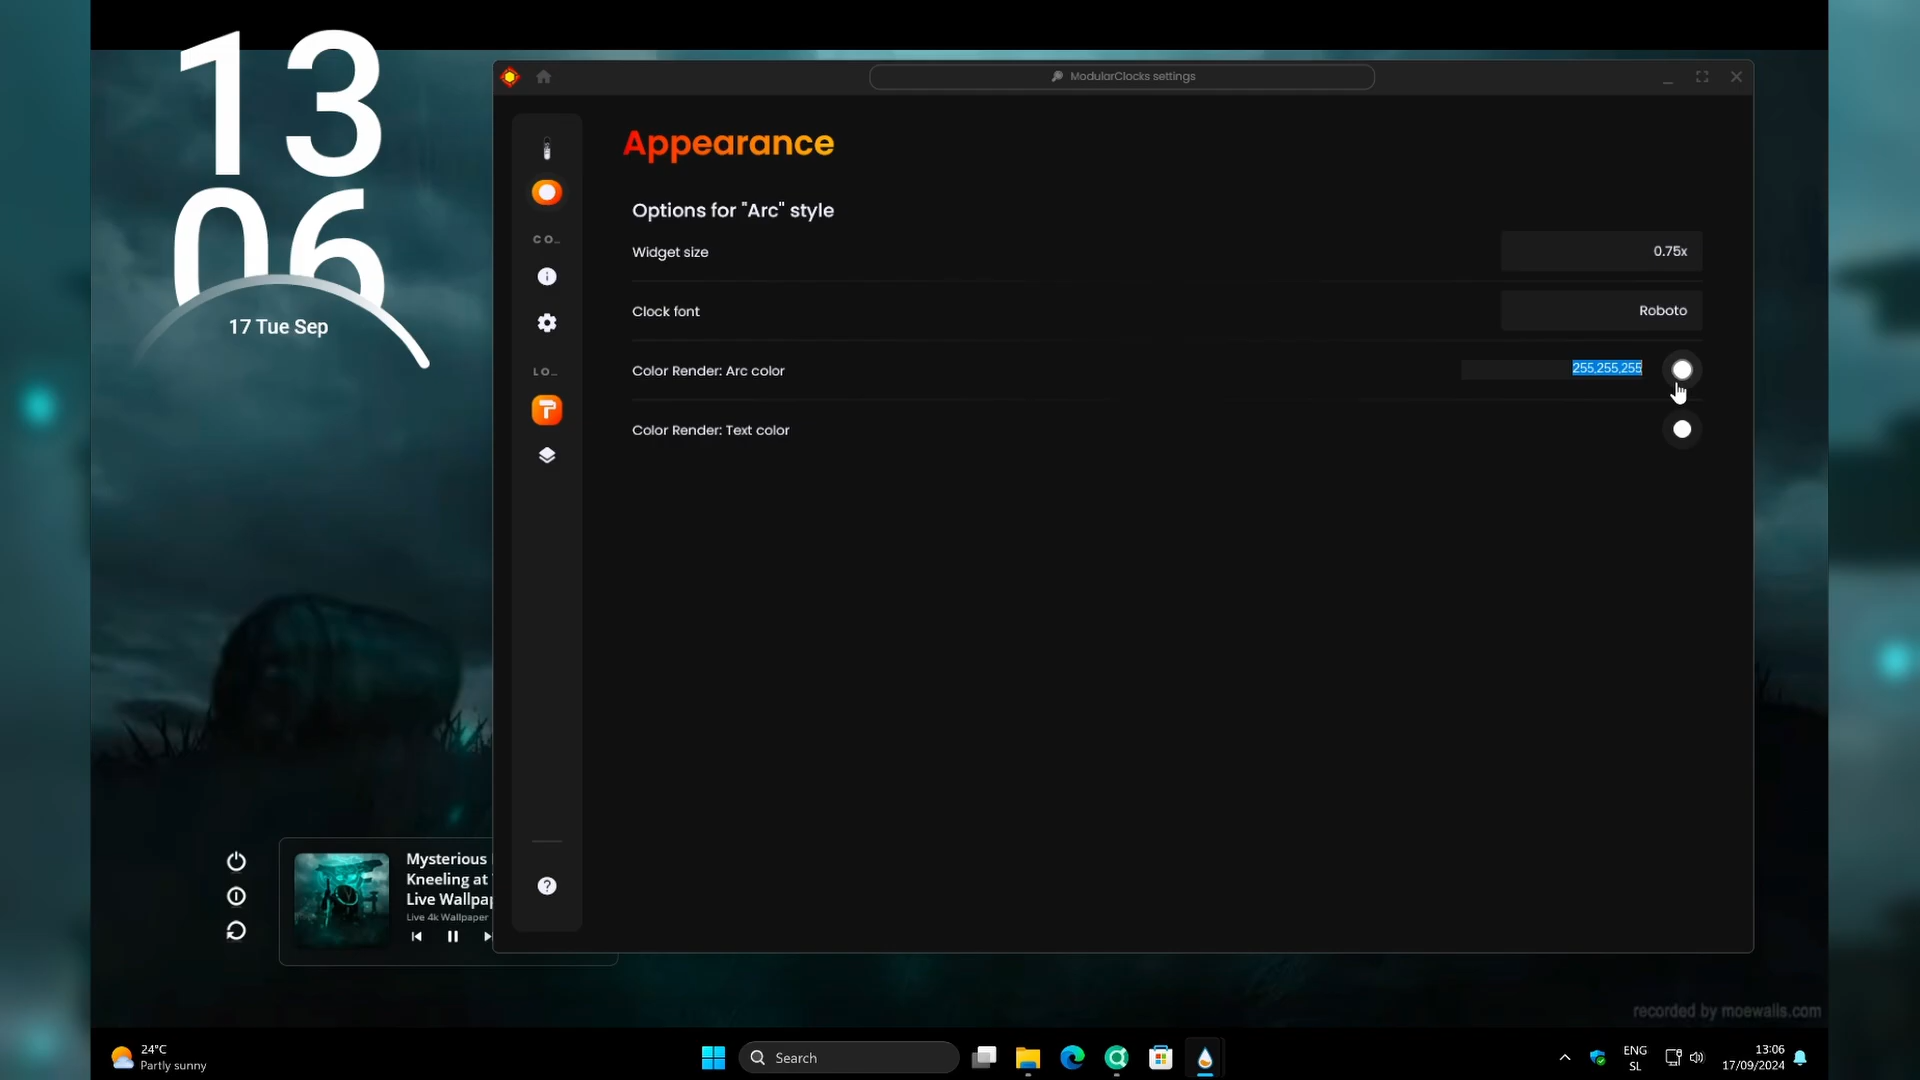 13
06
17 Tue Sep
ModularClocks settings
Appearance
Options for "Arc" style
Widget size
0.75x
Clock font
Roboto
Color Render: Arc color
255,255,255
Color Render: Text color
CO...
LO...
Mysterious
Kneeling at
Live Wallpap
Live 4k Wallpaper
recorded by moewalls.com
24°C
Partly sunny
Search
ENG
SL
13:06
17/09/2024